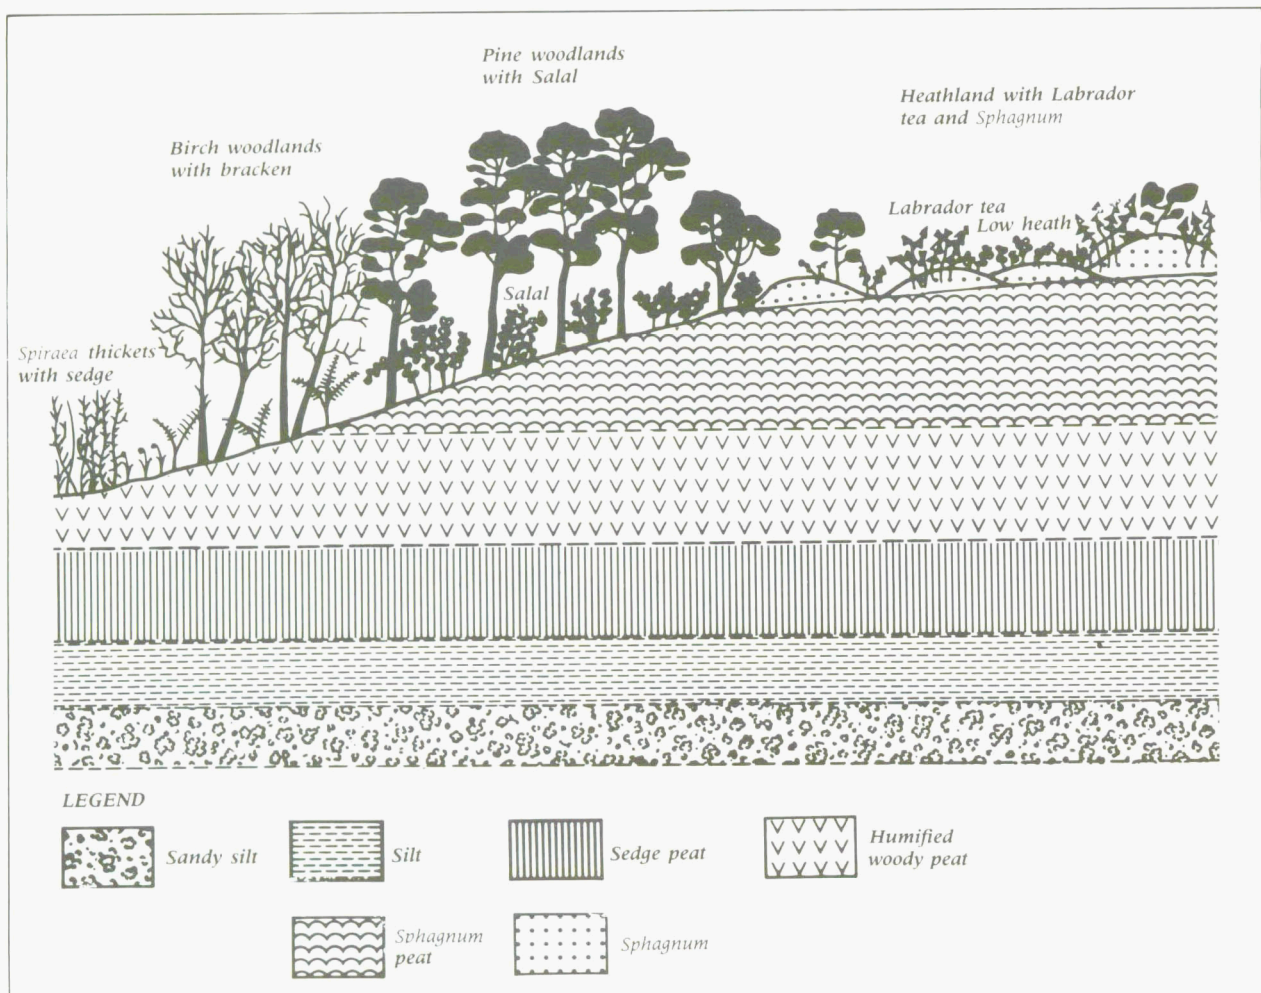 Pine woodlands
with Salal
Heathland with Labrador
tea and Sphagnum
Birch woodlands
with bracken
Labrador tea
Low heath
Salal
Spiraea thickets
with sedge
LEGEND
Sandy silt
Silt
Sedge peat
Humified
woody peat
Sphagnum
peat
Sphagnum